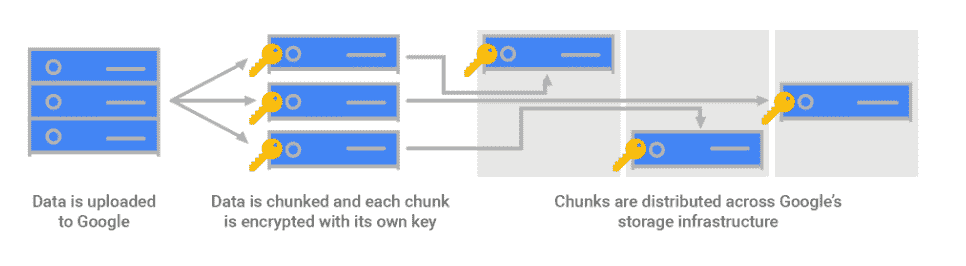 Data is uploaded
to Google
Data is chunked and each chunk
is encrypted with its own key
Chunks are distributed across Google's
storage infrastructure